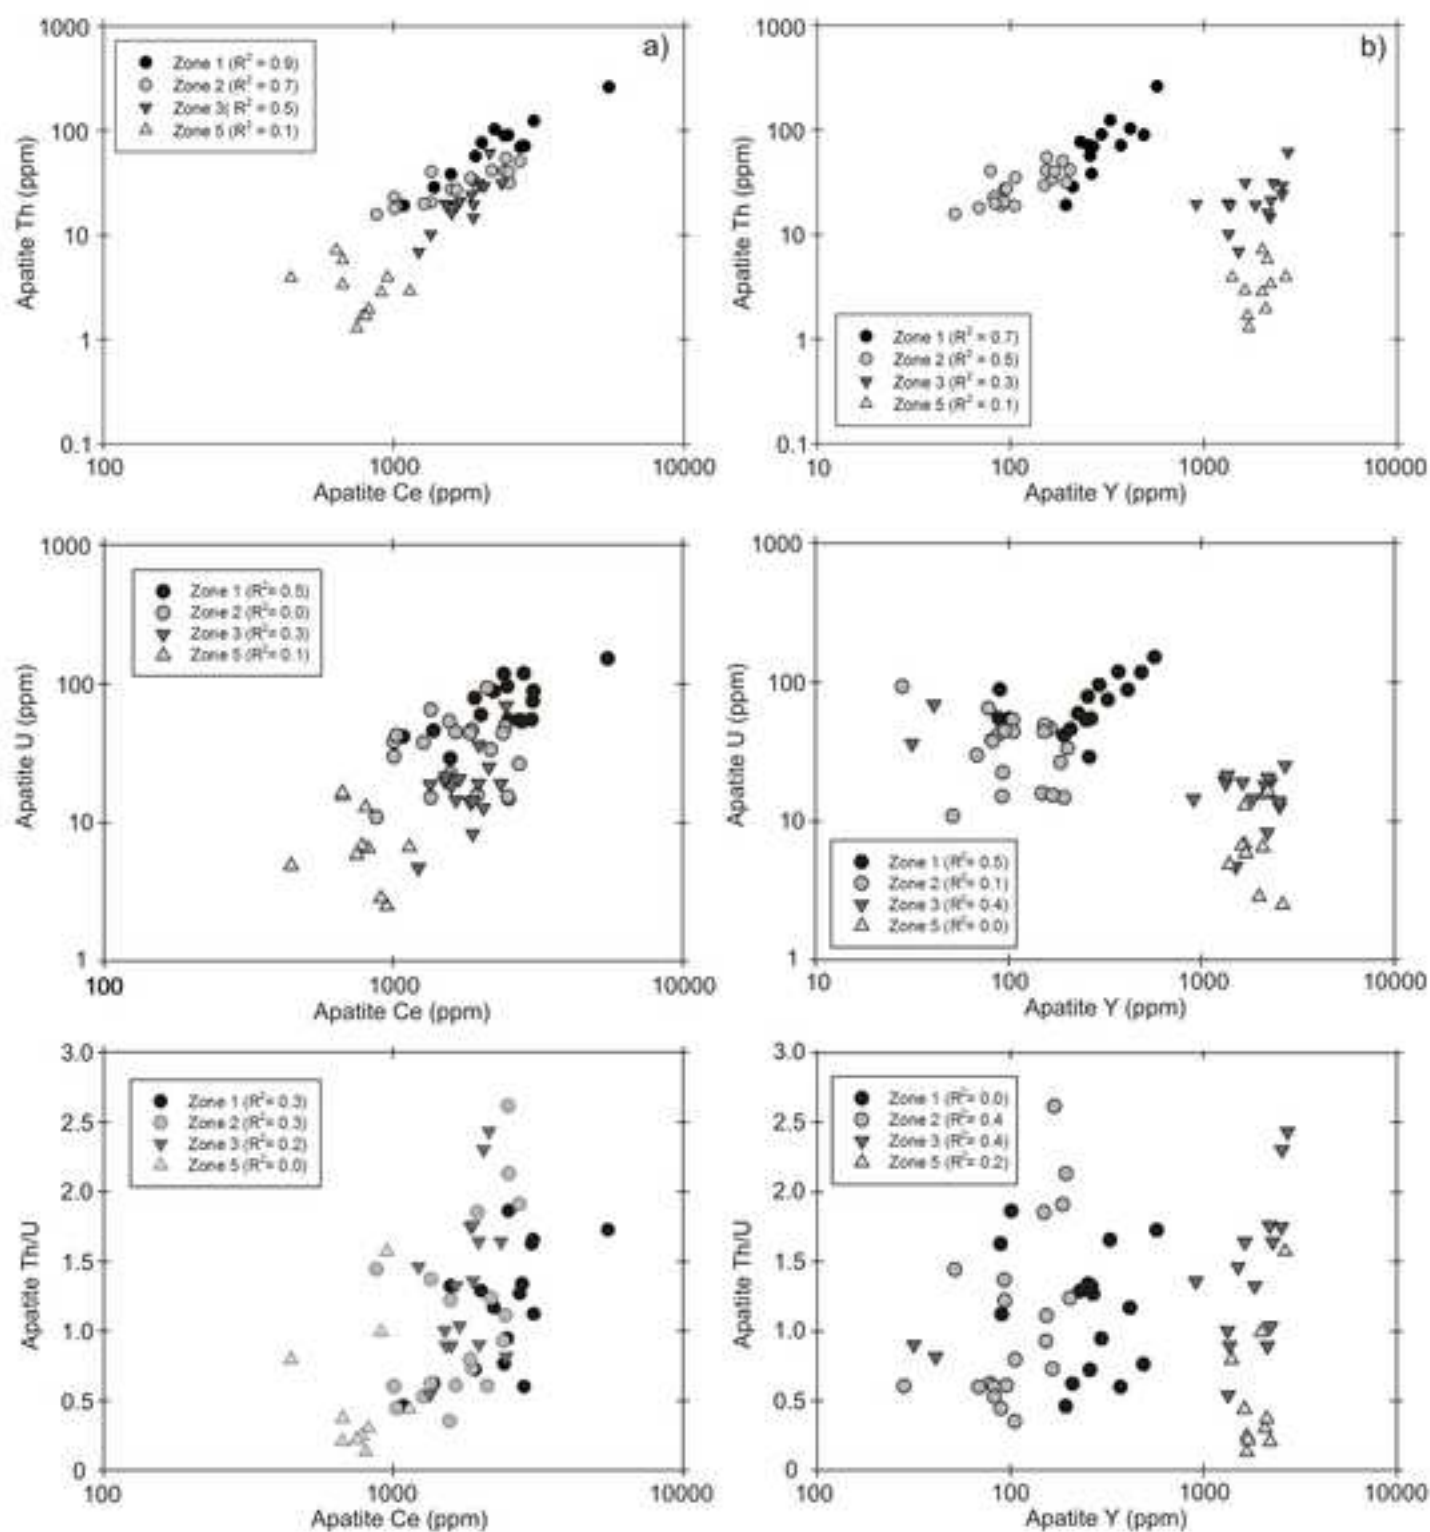 a)
1000
100
10
1
0.1
Apatite Th (ppm)
Zone 1 (R² = 0.9)
Zone 2 (R² = 0.7)
Zone 3( R² = 0.5)
Zone 5 (R² = 0.1)
100 1000 10000
Apatite Ce (ppm)
b)
1000
100
10
1
0.1
Apatite Th (ppm)
Zone 1 (R² = 0.7)
Zone 2 (R² = 0.5)
Zone 3 (R² = 0.3)
Zone 5 (R² = 0.1)
10 100 1000 10000
Apatite Y (ppm)
1000
100
10
1
Apatite U (ppm)
Zone 1 (R²= 0.5)
Zone 2 (R²= 0.0)
Zone 3 (R²= 0.3)
Zone 5 (R²= 0.1)
100 1000 10000
Apatite Ce (ppm)
1000
100
10
1
Apatite U (ppm)
Zone 1 (R²= 0.5)
Zone 2 (R²= 0.1)
Zone 3 (R²= 0.4)
Zone 5 (R²= 0.0)
10 100 1000 10000
Apatite Y (ppm)
3.0
2.5
2.0
1.5
1.0
0.5
0
Apatite Th/U
Zone 1 (R²= 0.3)
Zone 2 (R²= 0.3)
Zone 3 (R²= 0.2)
Zone 5 (R²= 0.0)
100 1000 10000
Apatite Ce (ppm)
3.0
2.5
2.0
1.5
1.0
0.5
0
Apatite Th/U
Zone 1 (R²= 0.0)
Zone 2 (R²= 0.4
Zone 3 (R²= 0.4)
Zone 5 (R²= 0.2)
10 100 1000 10000
Apatite Y (ppm)